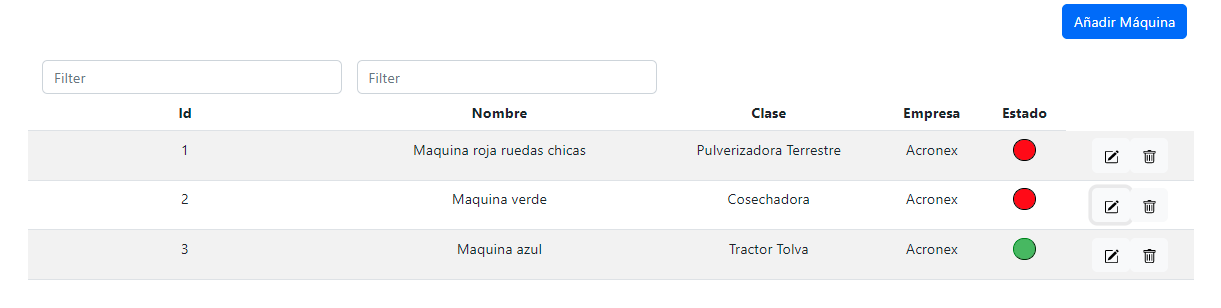 Añadir Máquina
Filter Filter
Id Nombre Clase Empresa Estado
1 Maquina roja ruedas chicas Pulverizadora Terrestre Acronex
2 Maquina verde Cosechadora Acronex
3 Maquina azul Tractor Tolva Acronex